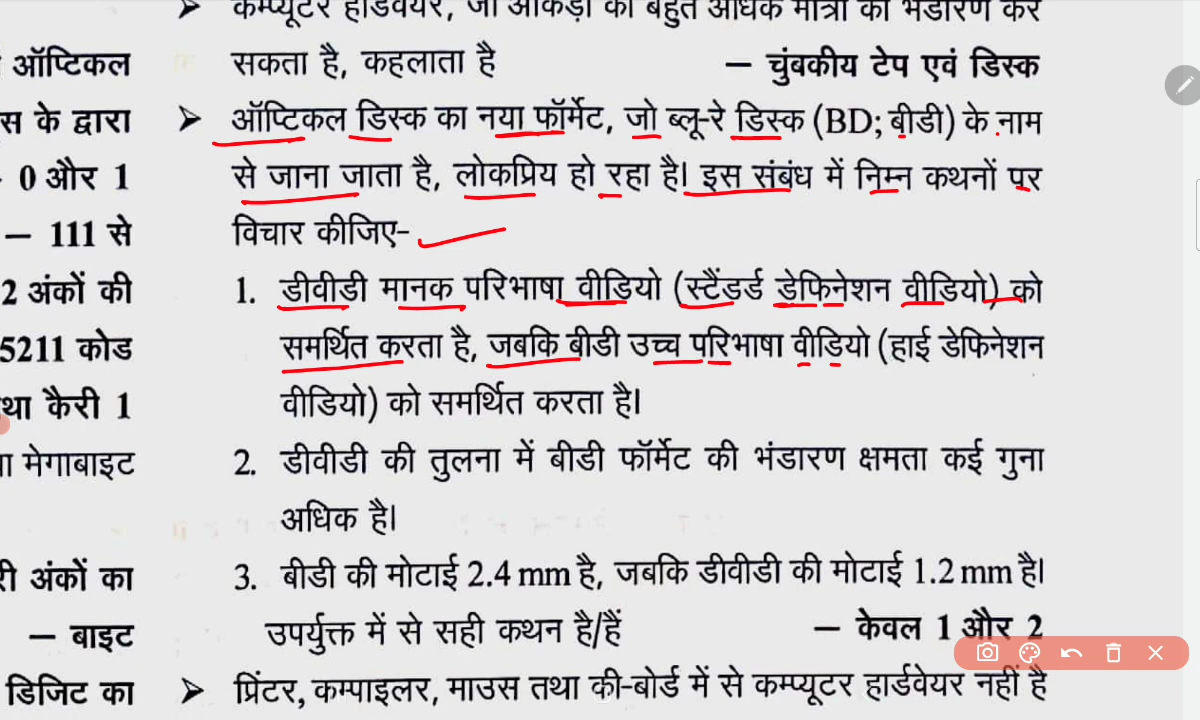 ऑप्टिकल
स के द्वारा
0 और 1
— 111 से
2 अंकों की
5211 कोड
था कैरी 1
ा मेगाबाइट
री अंकों का
— बाइट
डिजिट का
➤ कम्प्यूटर हार्डवेयर, जो आंकड़ों की बहुत अधिक मात्रा का भंडारण कर
सकता है, कहलाता है — चुंबकीय टेप एवं डिस्क
➤ ऑप्टिकल डिस्क का नया फॉर्मेट, जो ब्लू-रे डिस्क (BD; बीडी) के नाम
से जाना जाता है, लोकप्रिय हो रहा है। इस संबंध में निम्न कथनों पर
विचार कीजिए-
1. डीवीडी मानक परिभाषा वीडियो (स्टैंडर्ड डेफिनेशन वीडियो) को
समर्थित करता है, जबकि बीडी उच्च परिभाषा वीडियो (हाई डेफिनेशन
वीडियो) को समर्थित करता है।
2. डीवीडी की तुलना में बीडी फॉर्मेट की भंडारण क्षमता कई गुना
अधिक है।
3. बीडी की मोटाई 2.4 mm है, जबकि डीवीडी की मोटाई 1.2 mm है।
उपर्युक्त में से सही कथन है/हैं — केवल 1 और 2
➤ प्रिंटर, कम्पाइलर, माउस तथा की-बोर्ड में से कम्प्यूटर हार्डवेयर नहीं है